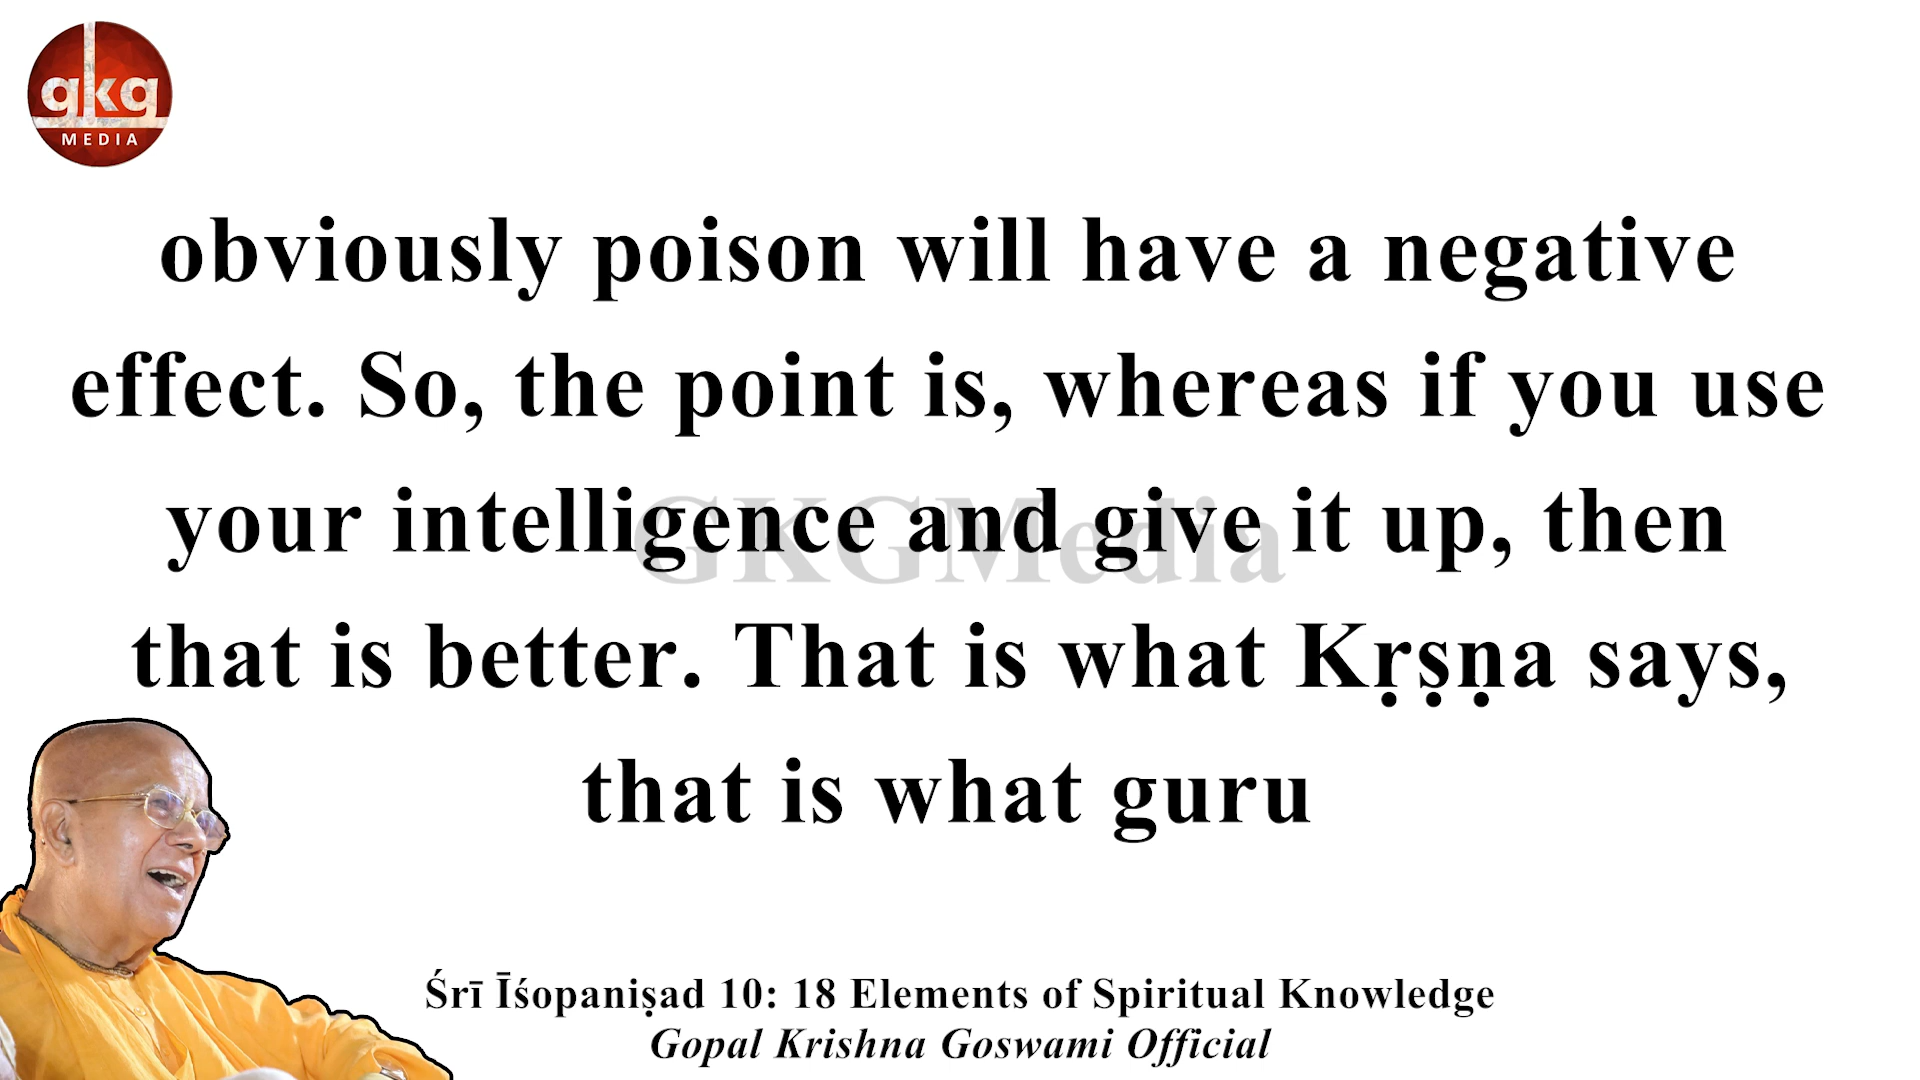 gkg
MEDIA
obviously poison will have a negative
effect. So, the point is, whereas if you use
your intelligence and give it up, then
that is better. That is what Kṛṣṇa says,
that is what guru
GKGMedia
Śrī Īśopaniṣad 10: 18 Elements of Spiritual Knowledge
Gopal Krishna Goswami Official